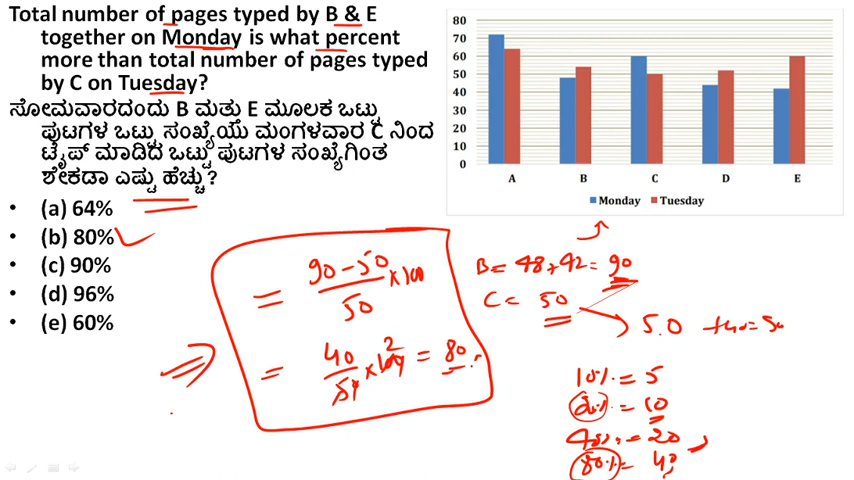 Total number of pages typed by B & E
together on Monday is what percent
more than total number of pages typed
by C on Tuesday?
ಸೋಮವಾರದಂದು B ಮತ್ತು E ಮೂಲಕ ಒಟ್ಟು
ಪುಟಗಳ ಒಟ್ಟು ಸಂಖ್ಯೆಯು ಮಂಗಳವಾರ C ನಿಂದ
ಟೈಪ್ ಮಾಡಿದ ಒಟ್ಟು ಪುಟಗಳ ಸಂಖ್ಯೆಗಿಂತ
ಶೇಕಡಾ ಎಷ್ಟು ಹೆಚ್ಚು?
• (a) 64%
• (b) 80%
• (c) 90%
• (d) 96%
• (e) 60%
80
70
60
50
40
30
20
10
0
A B C D E
Monday Tuesday
B = 48 + 42 = 90
C = 50
= 90 - 50 / 50 × 100
= 40 / 50 × 100 2 = 80
5.0
10% = 5
= 10
= 20
80% = 40